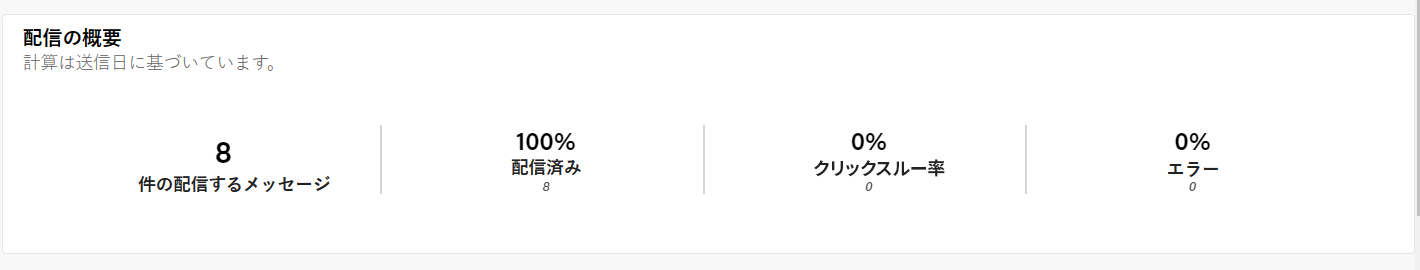 配信の概要
計算は送信日に基づいています。
8
件の配信するメッセージ
100%
配信済み
8
0%
クリックスルー率
0
0%
エラー
0